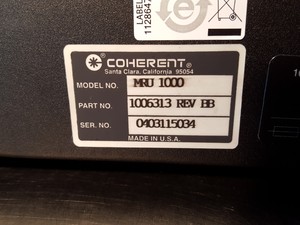 LABEL
1128647
COHERENT®
Santa Clara, California 95054
MODEL NO. MRU 1000
PART NO. 1006313 REV BB
SER. NO. 0403115034
MADE IN U.S.A.